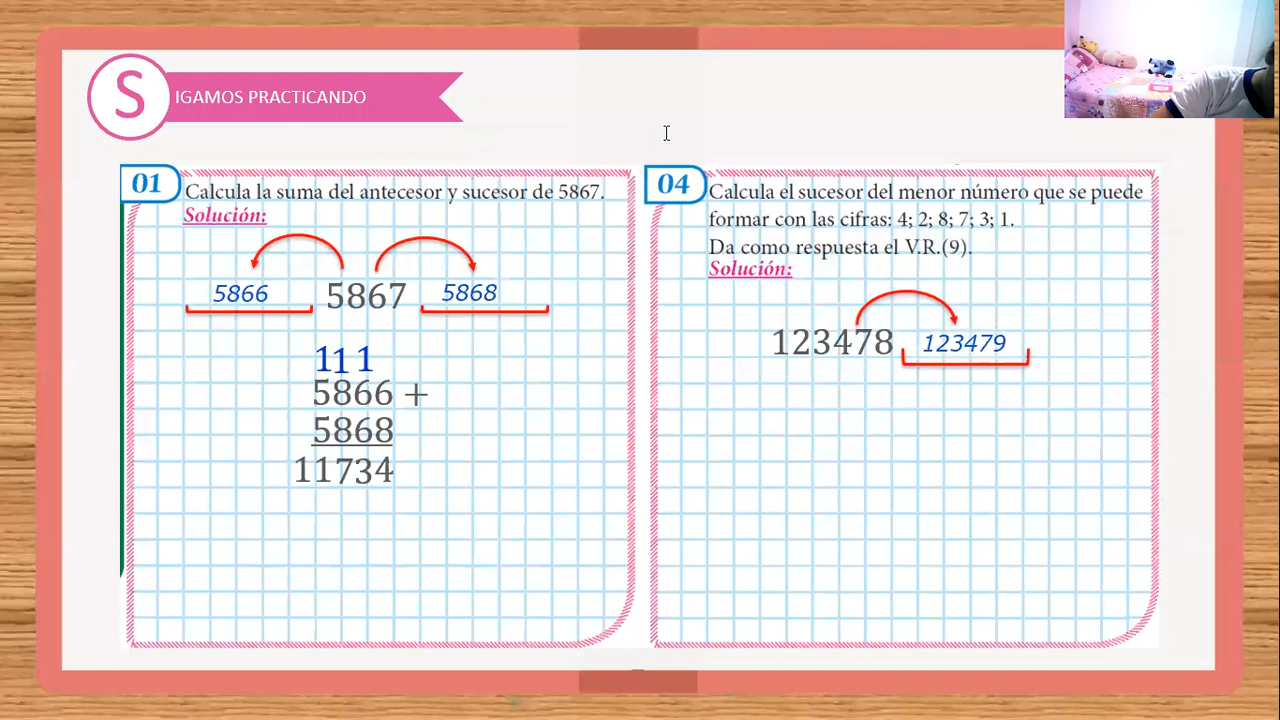 S IGAMOS PRACTICANDO
01
Calcula la suma del antecesor y sucesor de 5867.
Solución:
5866 5867 5868
11 1
5866 +
5868
11734
04
Calcula el sucesor del menor número que se puede
formar con las cifras: 4; 2; 8; 7; 3; 1.
Da como respuesta el V.R.(9).
Solución:
123478 123479